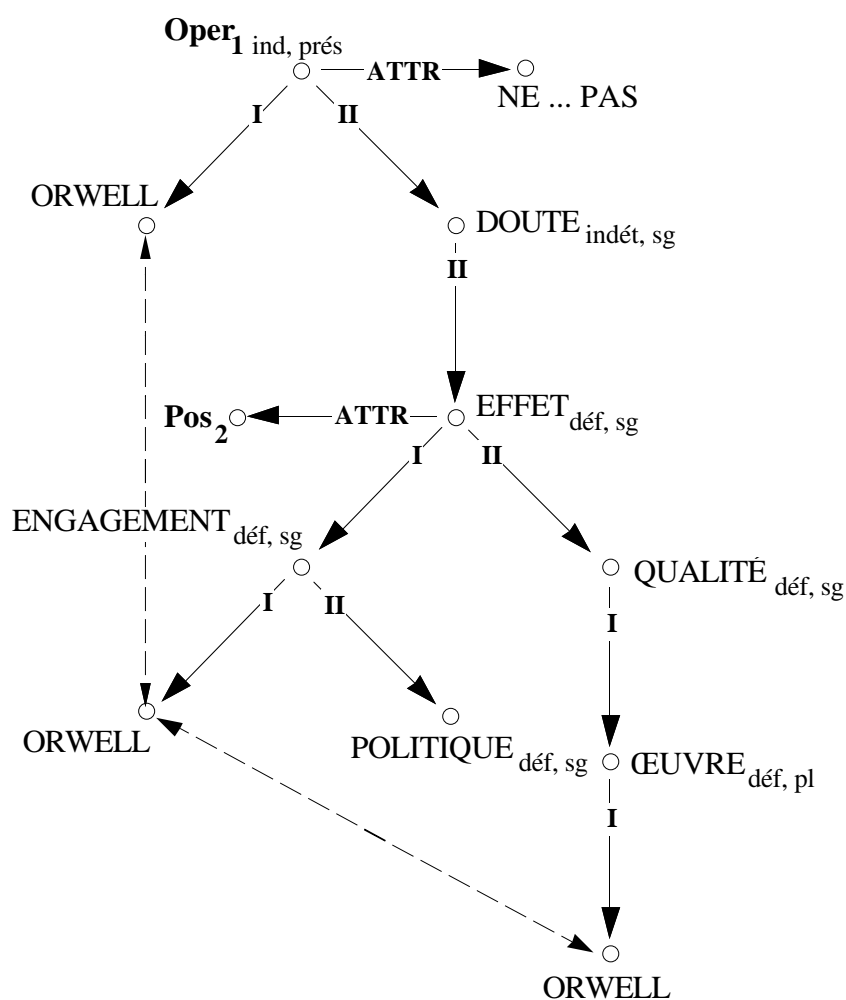 Oper1 ind, prés
ATTR
NE ... PAS
I
II
ORWELL
DOUTE indét, sg
II
Pos2
ATTR
EFFET déf, sg
I
II
ENGAGEMENT déf, sg
QUALITÉ déf, sg
I
II
I
ORWELL
POLITIQUE déf, sg
ŒUVRE déf, pl
I
ORWELL